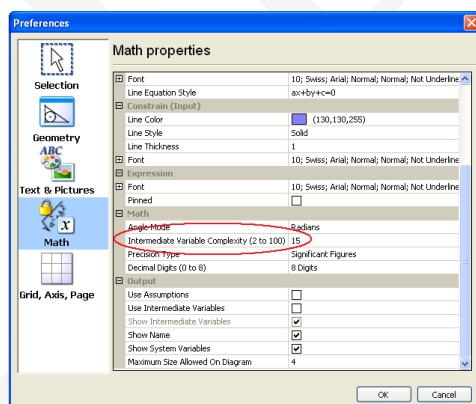 Preferences
Selection
Geometry
ABC
Text & Pictures
x
Math
Grid, Axis, Page
Math properties
Font 10; Swiss; Arial; Normal; Normal; Not Underline
Line Equation Style ax+by+c=0
Constrain (Input)
Line Color (130,130,255)
Line Style Solid
Line Thickness 1
Font 10; Swiss; Arial; Normal; Normal; Not Underline
Expression
Font 10; Swiss; Arial; Normal; Normal; Not Underline
Pinned
Math
Angle Mode Radians
Intermediate Variable Complexity (2 to 100) 15
Precision Type Significant Figures
Decimal Digits (0 to 8) 8 Digits
Output
Use Assumptions
Use Intermediate Variables
Show Intermediate Variables
Show Name
Show System Variables
Maximum Size Allowed On Diagram 4
OK Cancel